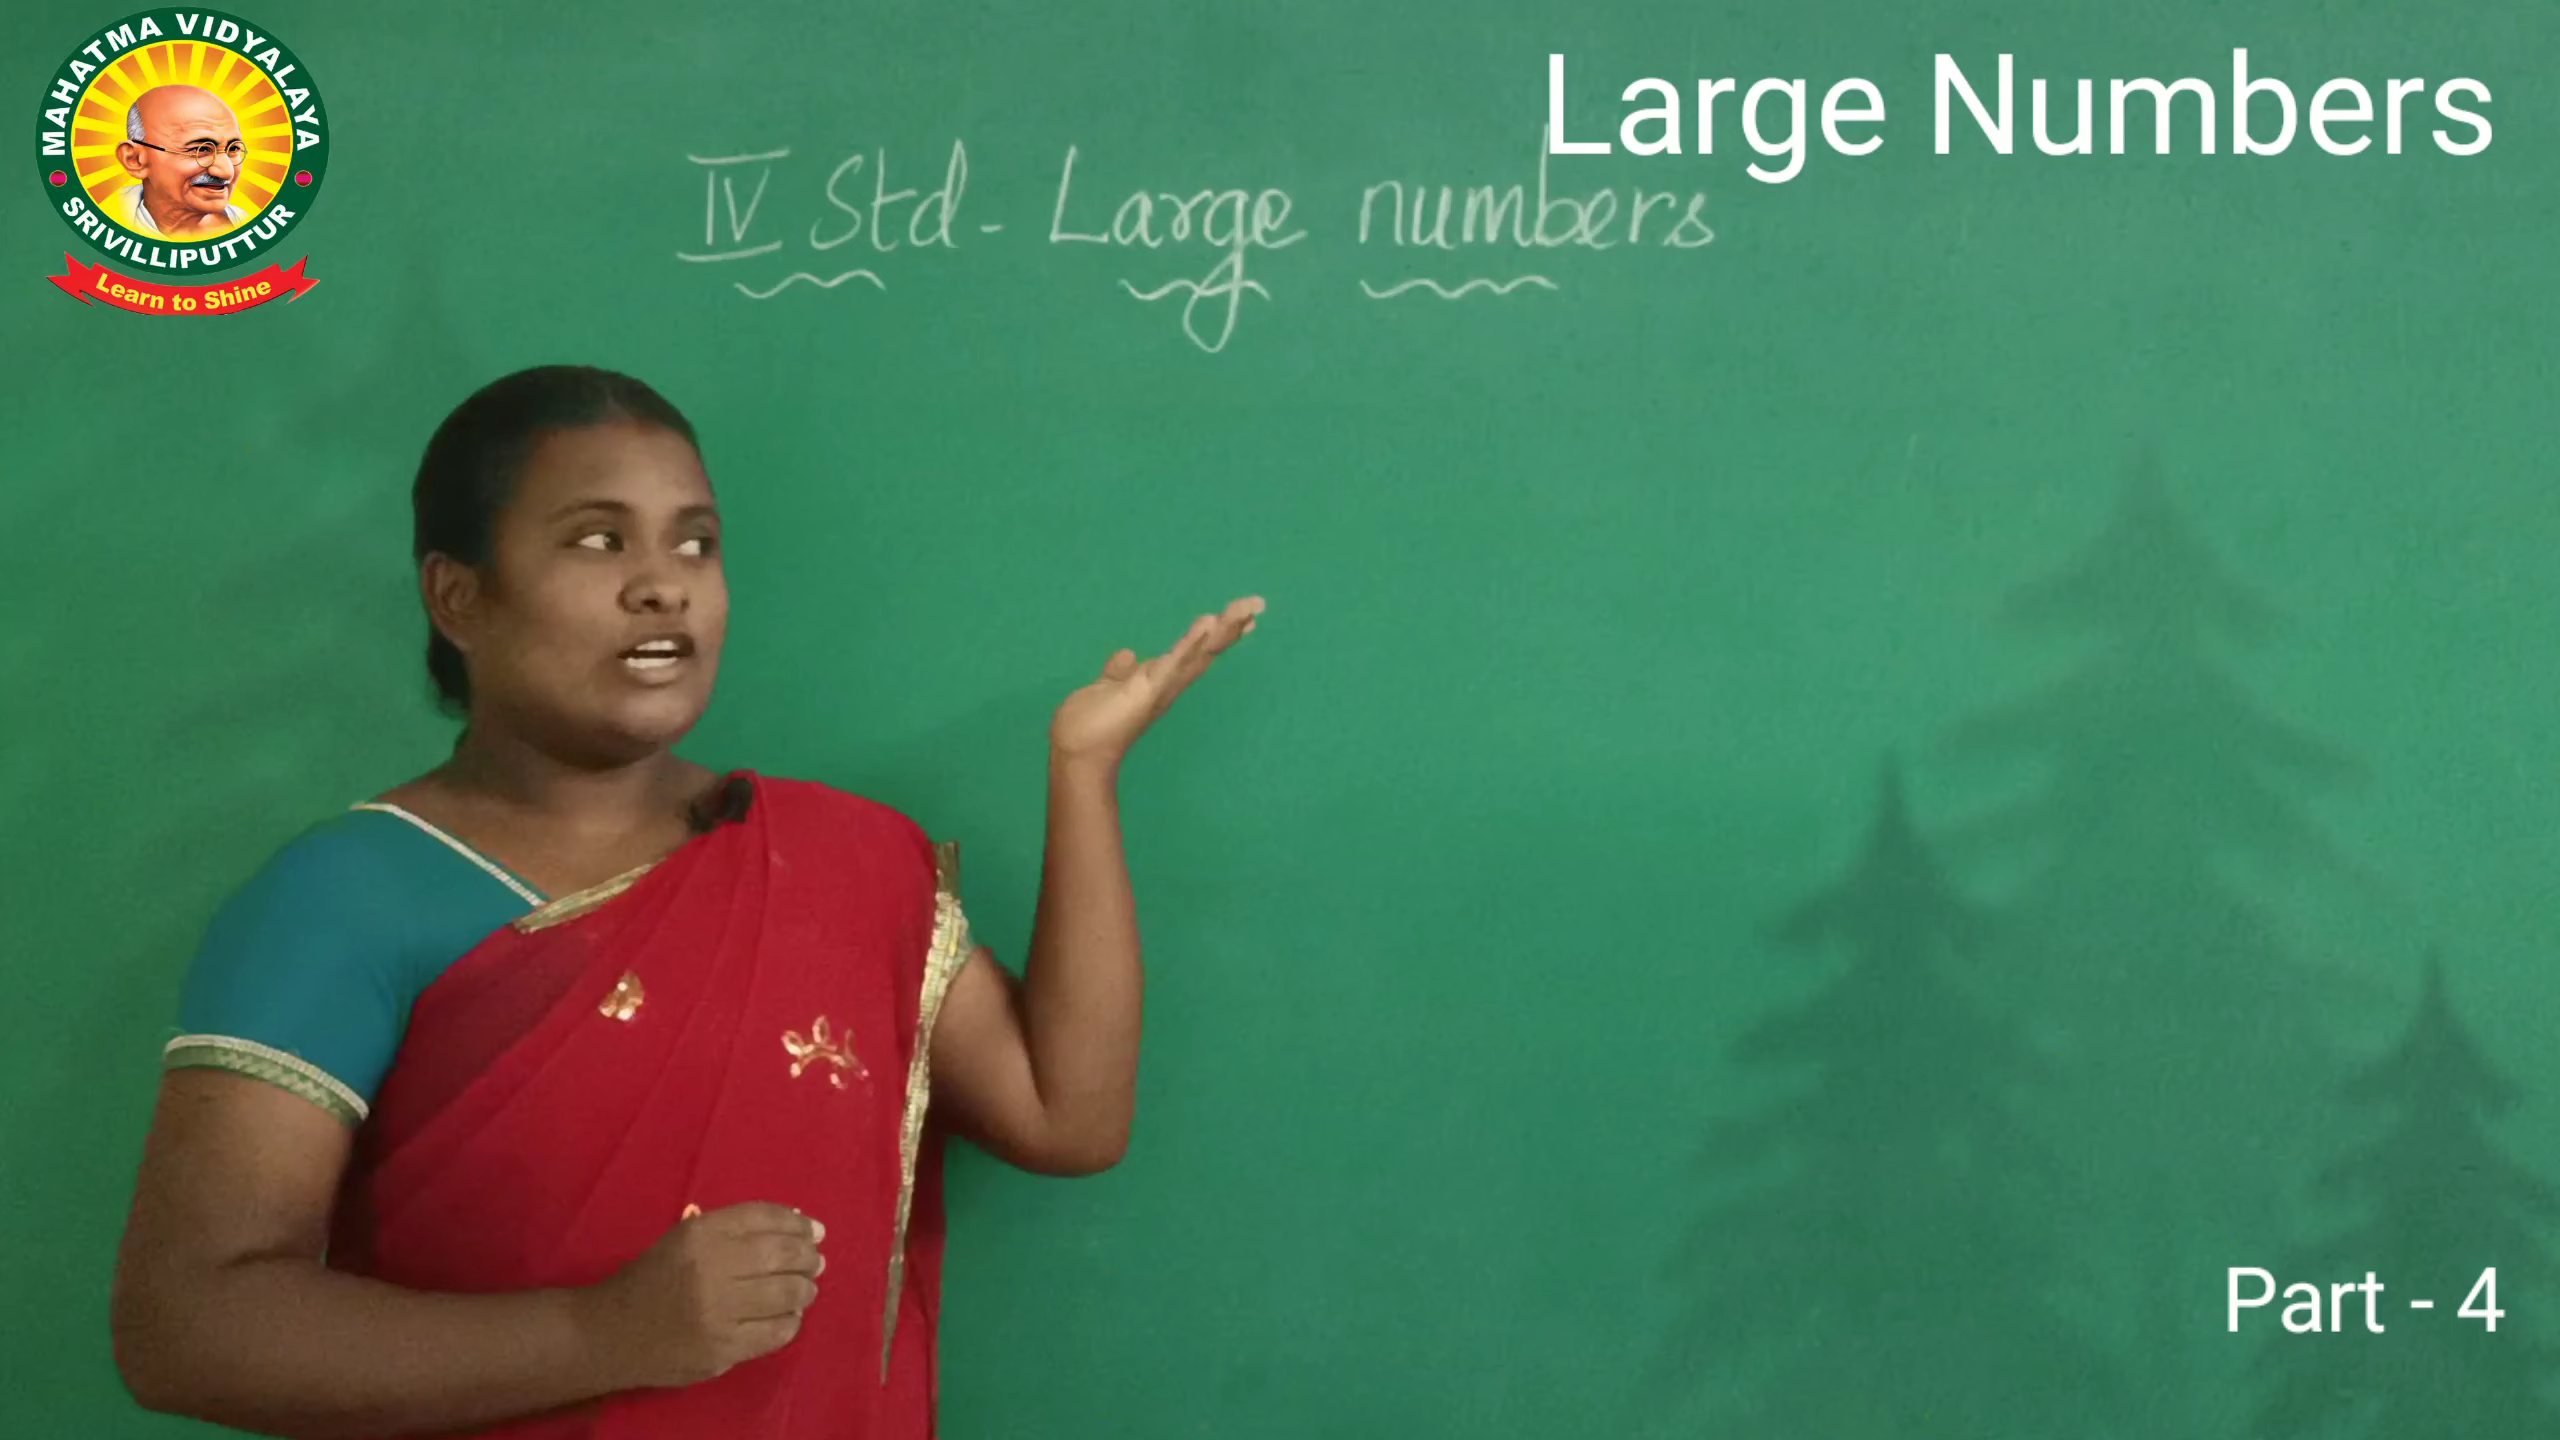 MAHATMA VIDYALAYA
SRIVILLIPUTTUR
Learn to Shine
Large Numbers
IV Std - Large numbers
Part - 4